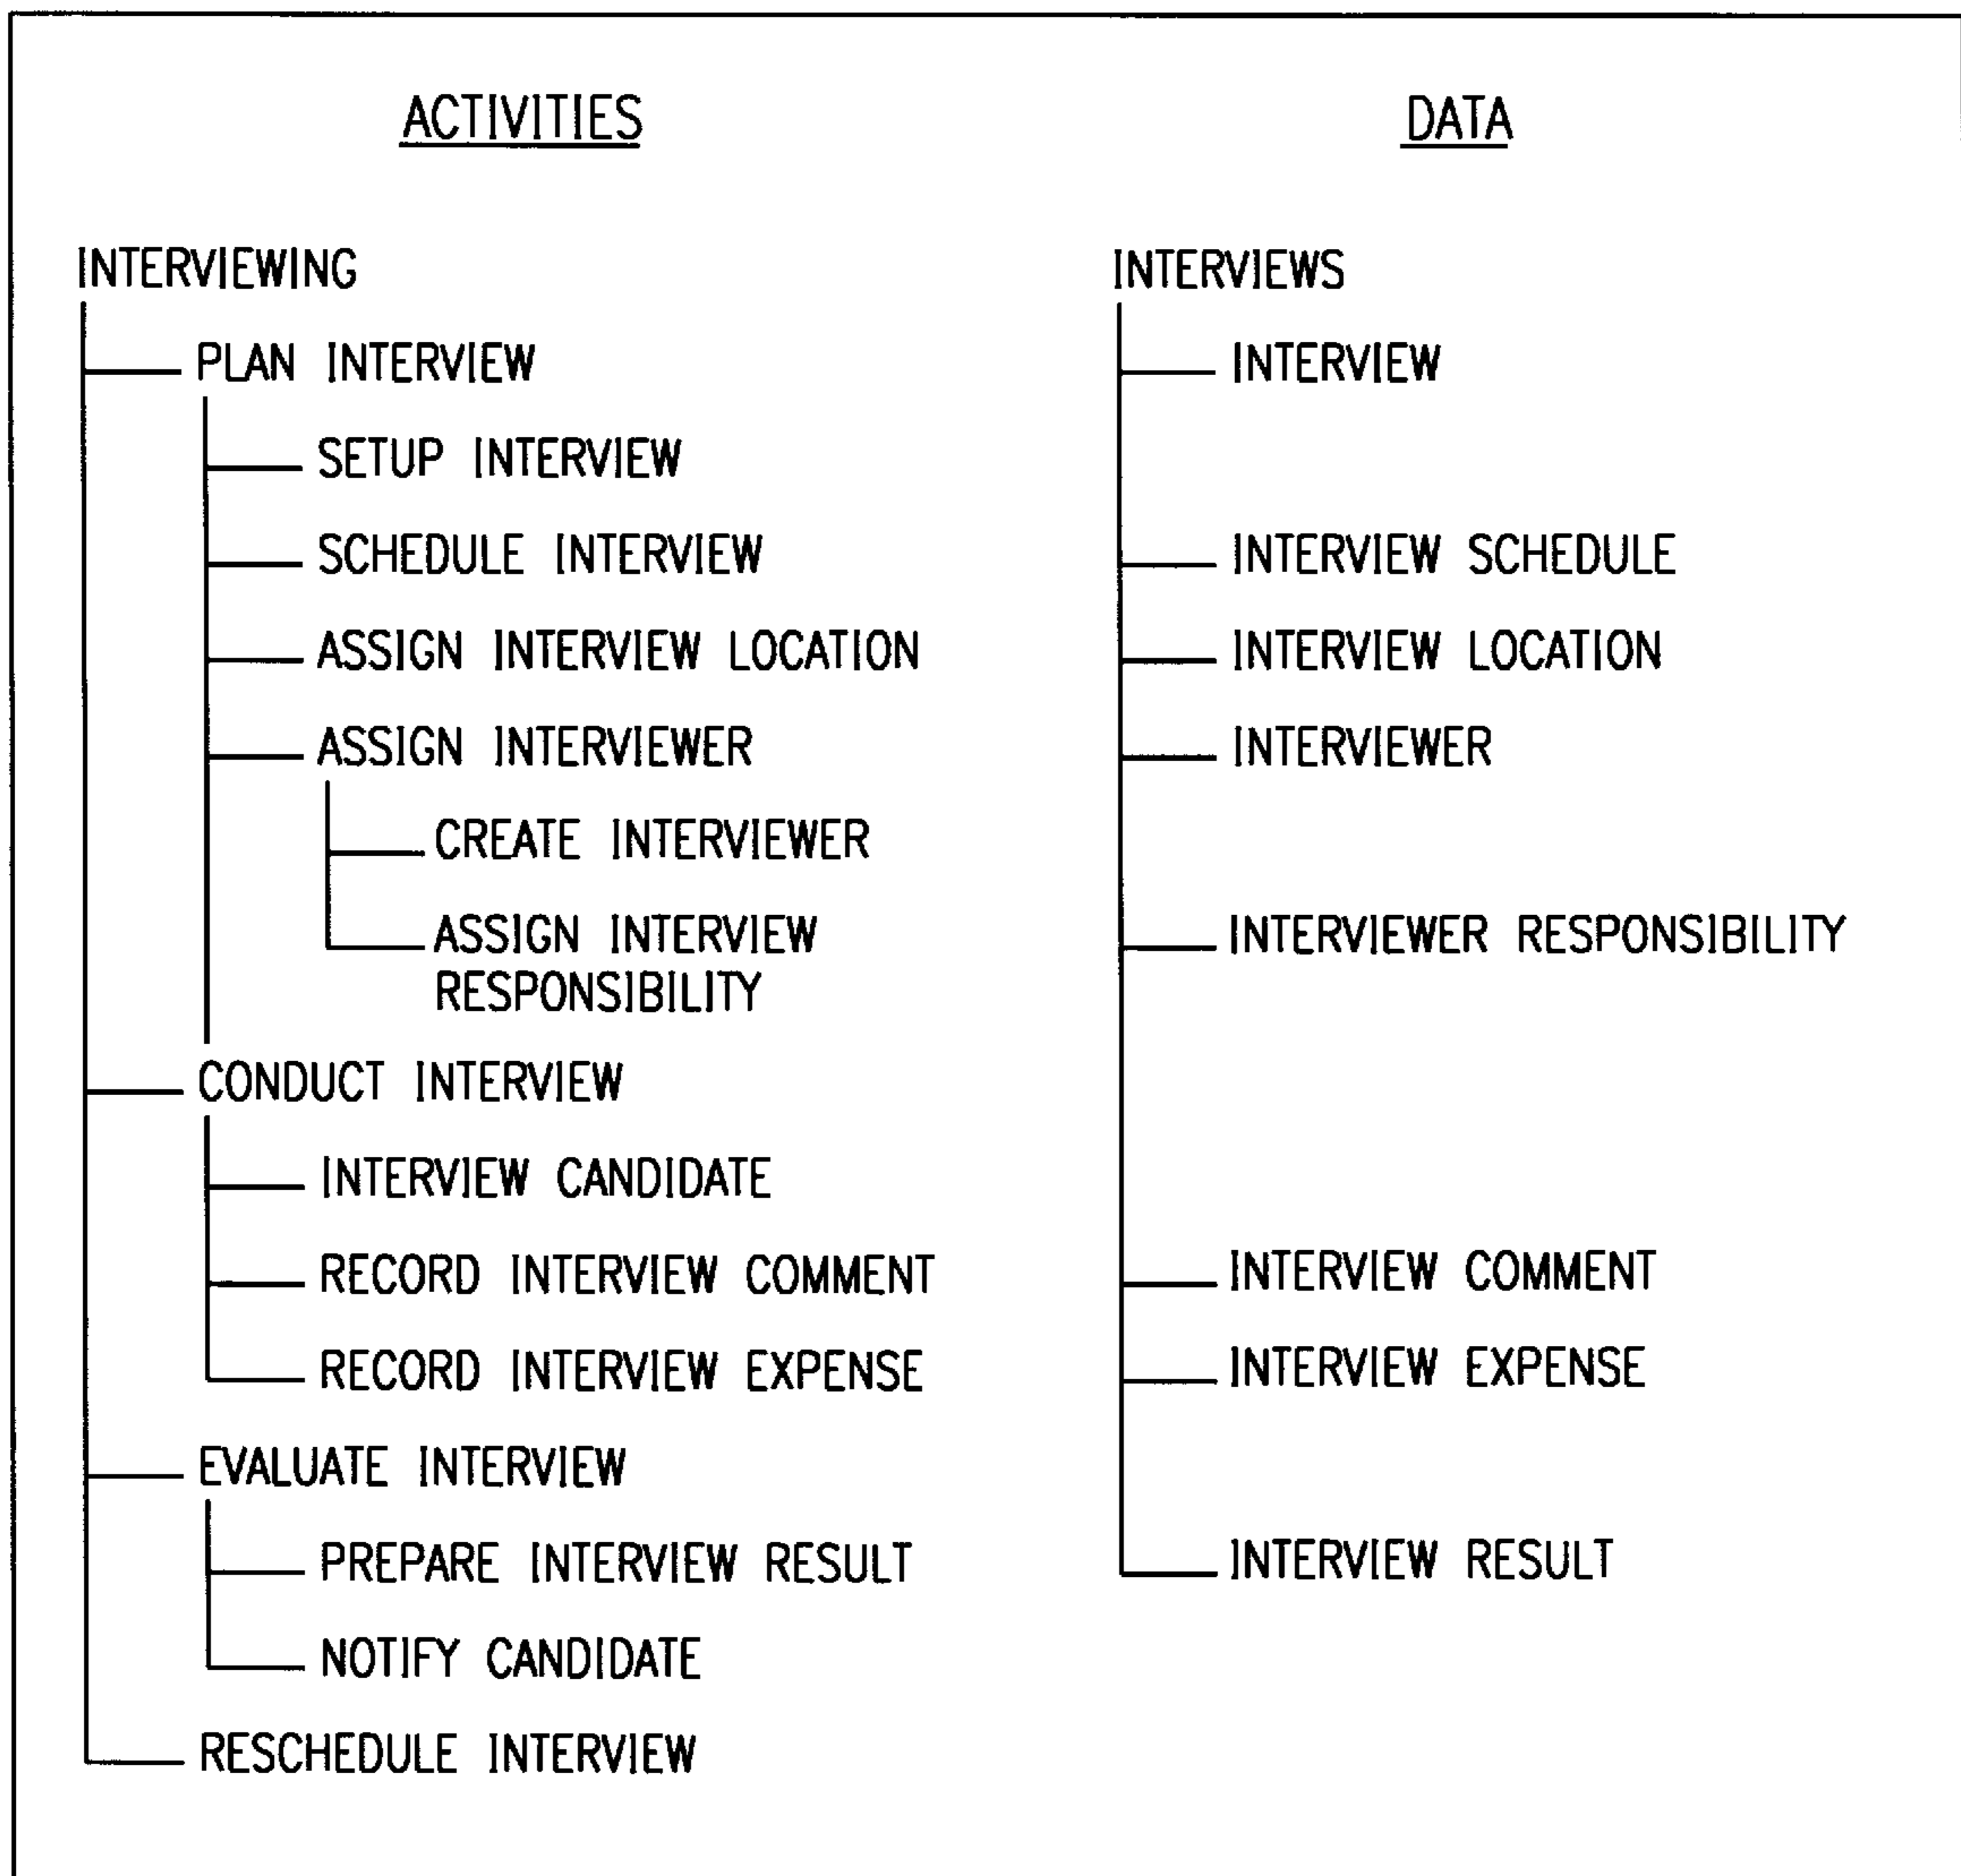 ACTIVITIES
DATA
INTERVIEWING
PLAN INTERVIEW
SETUP INTERVIEW
SCHEDULE INTERVIEW
ASSIGN INTERVIEW LOCATION
ASSIGN INTERVIEWER
CREATE INTERVIEWER
ASSIGN INTERVIEW
RESPONSIBILITY
CONDUCT INTERVIEW
INTERVIEW CANDIDATE
RECORD INTERVIEW COMMENT
RECORD INTERVIEW EXPENSE
EVALUATE INTERVIEW
PREPARE INTERVIEW RESULT
NOTIFY CANDIDATE
RESCHEDULE INTERVIEW
INTERVIEWS
INTERVIEW
INTERVIEW SCHEDULE
INTERVIEW LOCATION
INTERVIEWER
INTERVIEWER RESPONSIBILITY
INTERVIEW COMMENT
INTERVIEW EXPENSE
INTERVIEW RESULT